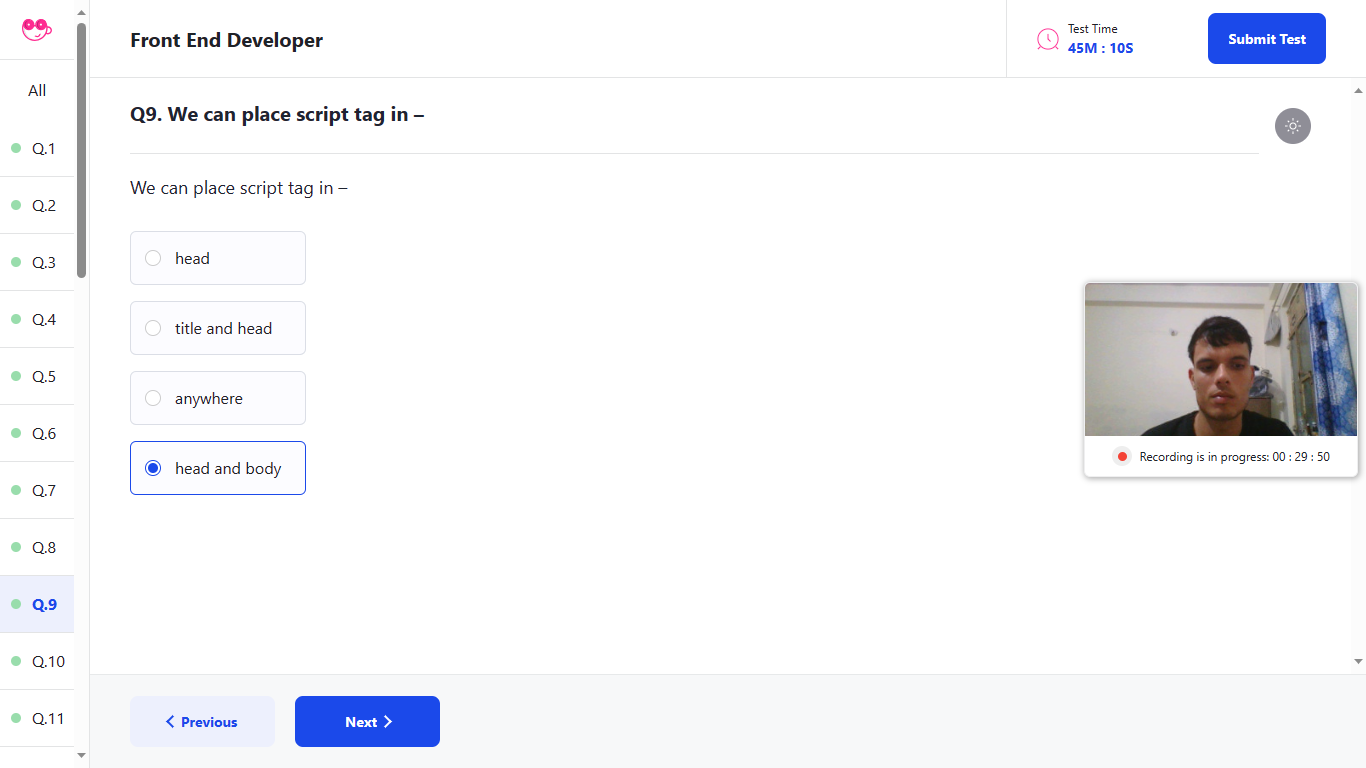 Front End Developer
Test Time
45M : 10S
Submit Test
All
Q.1
Q.2
Q.3
Q.4
Q.5
Q.6
Q.7
Q.8
Q.9
Q.10
Q.11
Q9. We can place script tag in –
We can place script tag in –
head
title and head
anywhere
head and body
Recording is in progress: 00 : 29 : 50
Previous
Next